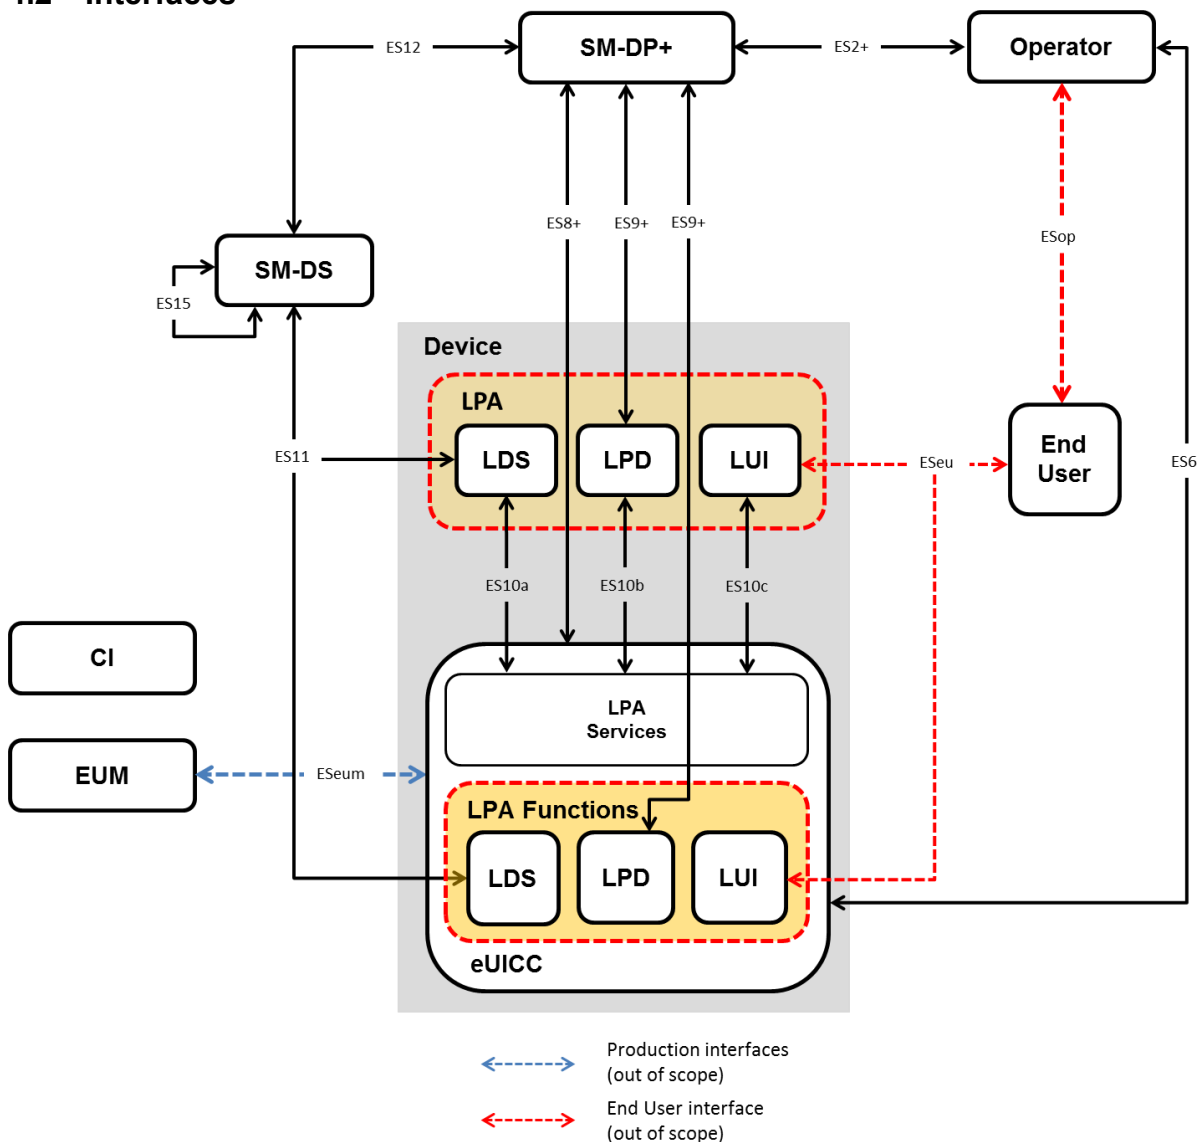 4.2 Interfaces
ES12
SM-DP+
ES2+
Operator
ES8+
ES9+
ES9+
ESop
SM-DS
ES15
Device
LPA
LDS
LPD
LUI
ES11
ESeu
End
User
ES6
ES10a
ES10b
ES10c
CI
LPA
Services
EUM
ESeum
LPA Functions
LDS
LPD
LUI
eUICC
Production interfaces
(out of scope)
End User interface
(out of scope)